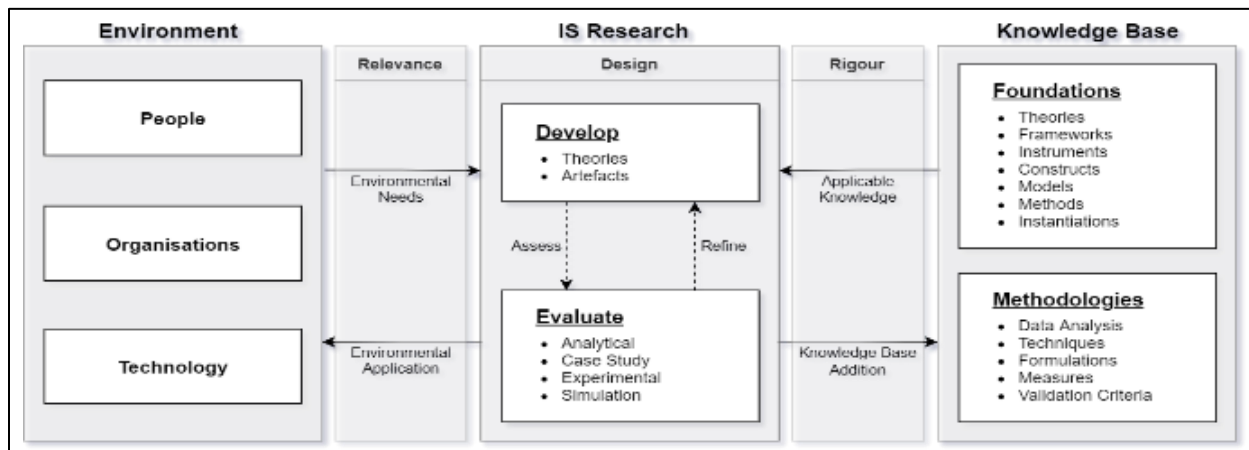 Environment
People
Organisations
Technology
Relevance
Environmental
Needs
Environmental
Application
IS Research
Design
Develop
• Theories
• Artefacts
Assess
Refine
Evaluate
• Analytical
• Case Study
• Experimental
• Simulation
Rigour
Applicable
Knowledge
Knowledge Base
Addition
Knowledge Base
Foundations
• Theories
• Frameworks
• Instruments
• Constructs
• Models
• Methods
• Instantiations
Methodologies
• Data Analysis
• Techniques
• Formulations
• Measures
• Validation Criteria